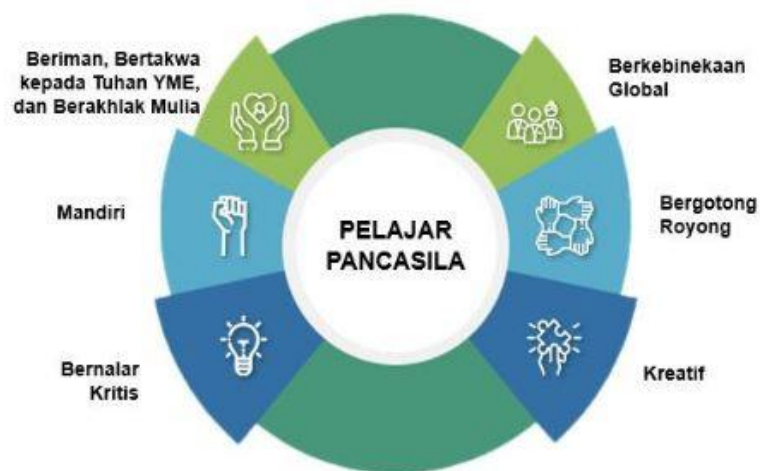 Beriman, Bertakwa
kepada Tuhan YME,
dan Berakhlak Mulia
Berkebinekaan
Global
Mandiri
PELAJAR
PANCASILA
Bergotong
Royong
Bernalar
Kritis
Kreatif